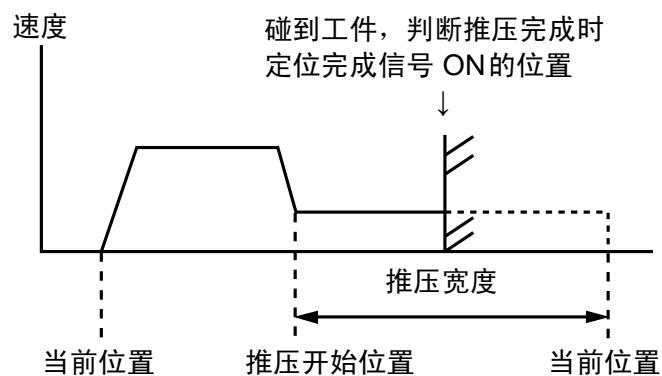 速度
碰到工件，判断推压完成时
定位完成信号 ON的位置
↓
推压宽度
当前位置
推压开始位置
当前位置